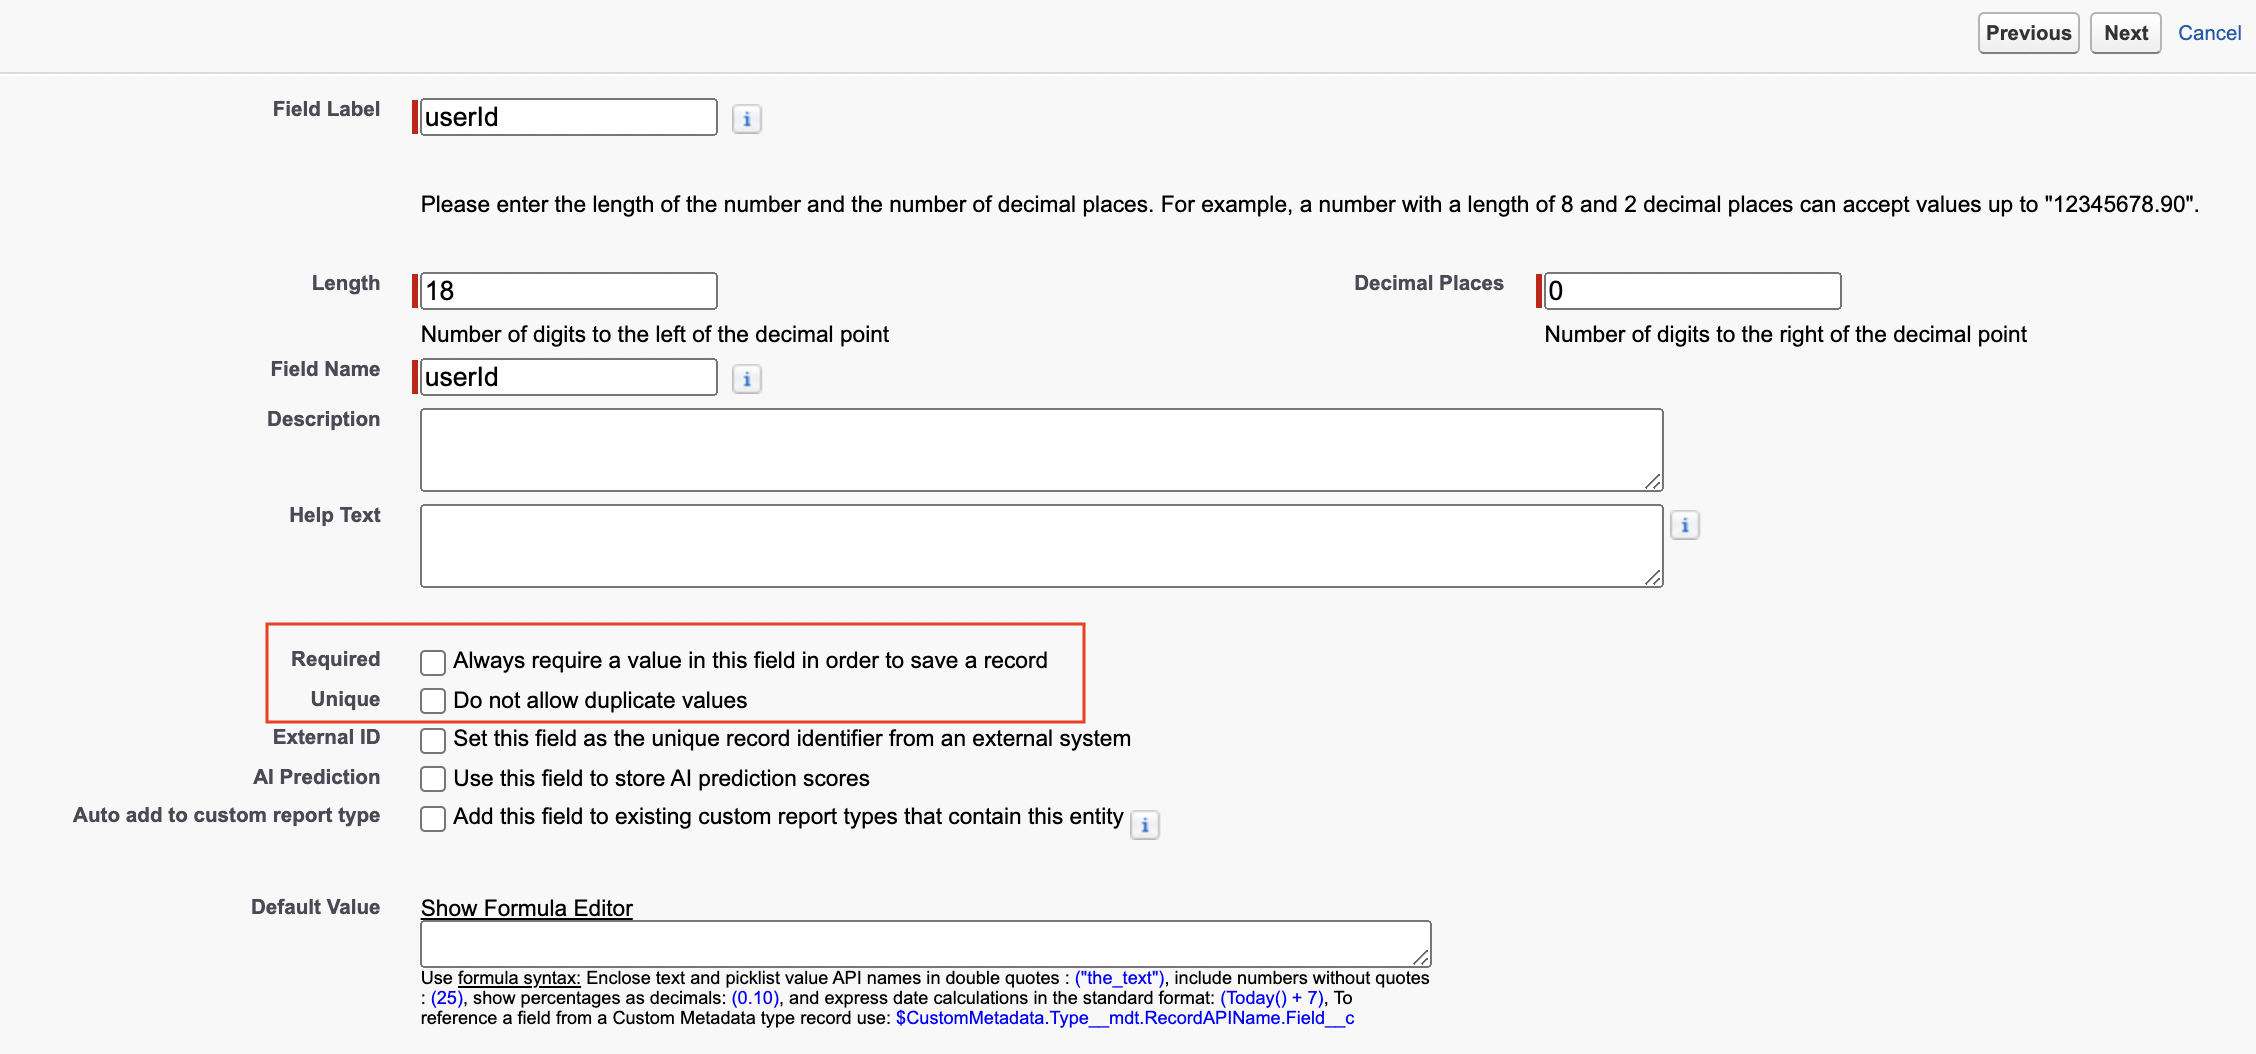 Previous Next Cancel
Field Label userId
Please enter the length of the number and the number of decimal places. For example, a number with a length of 8 and 2 decimal places can accept values up to "12345678.90".
Length 18 Decimal Places 0
Number of digits to the left of the decimal point Number of digits to the right of the decimal point
Field Name userId
Description
Help Text
Required Always require a value in this field in order to save a record
Unique Do not allow duplicate values
External ID Set this field as the unique record identifier from an external system
AI Prediction Use this field to store AI prediction scores
Auto add to custom report type Add this field to existing custom report types that contain this entity
Default Value Show Formula Editor
Use formula syntax: Enclose text and picklist value API names in double quotes : ("the_text"), include numbers without quotes
: (25), show percentages as decimals: (0.10), and express date calculations in the standard format: (Today() + 7), To
reference a field from a Custom Metadata type record use: $CustomMetadata.Type__mdt.RecordAPIName.Field__c